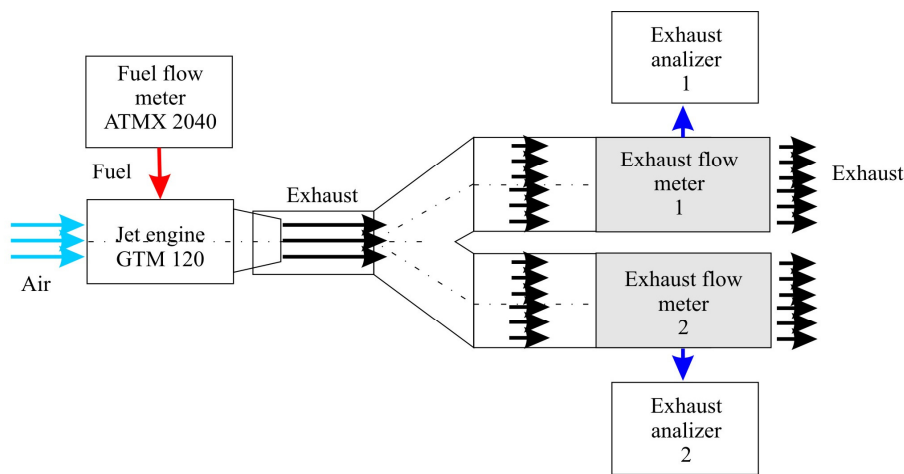 Exhaust
analizer
1
Fuel flow
meter
ATMX 2040
Fuel
Exhaust
Exhaust flow
meter
1
Exhaust
Jet engine
GTM 120
Air
Exhaust flow
meter
2
Exhaust
analizer
2